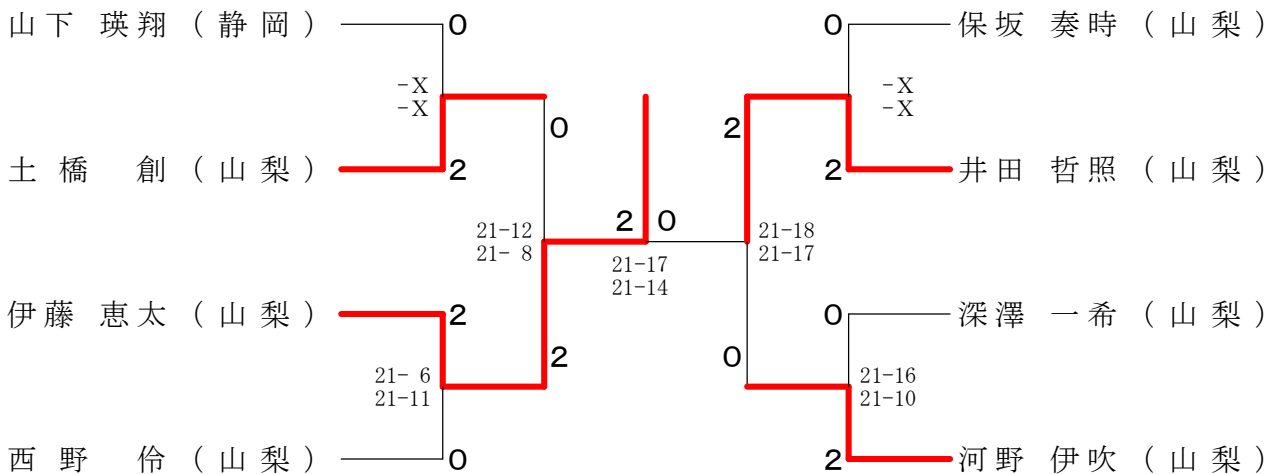 山下 瑛翔 ( 静岡 ) 0 0 保坂 奏時 ( 山梨 )
-X -X
-X -X
0 2
土橋 創 ( 山梨 ) 2 2 井田 哲照 ( 山梨 )
2 0
21-12 21-18
21- 8 21-17
21-17
21-14
伊藤 恵太 ( 山梨 ) 2 0 深澤 一希 ( 山梨 )
2 0
21- 6 21-16
21-11 21-10
西野 伶 ( 山梨 ) 0 2 河野 伊吹 ( 山梨 )